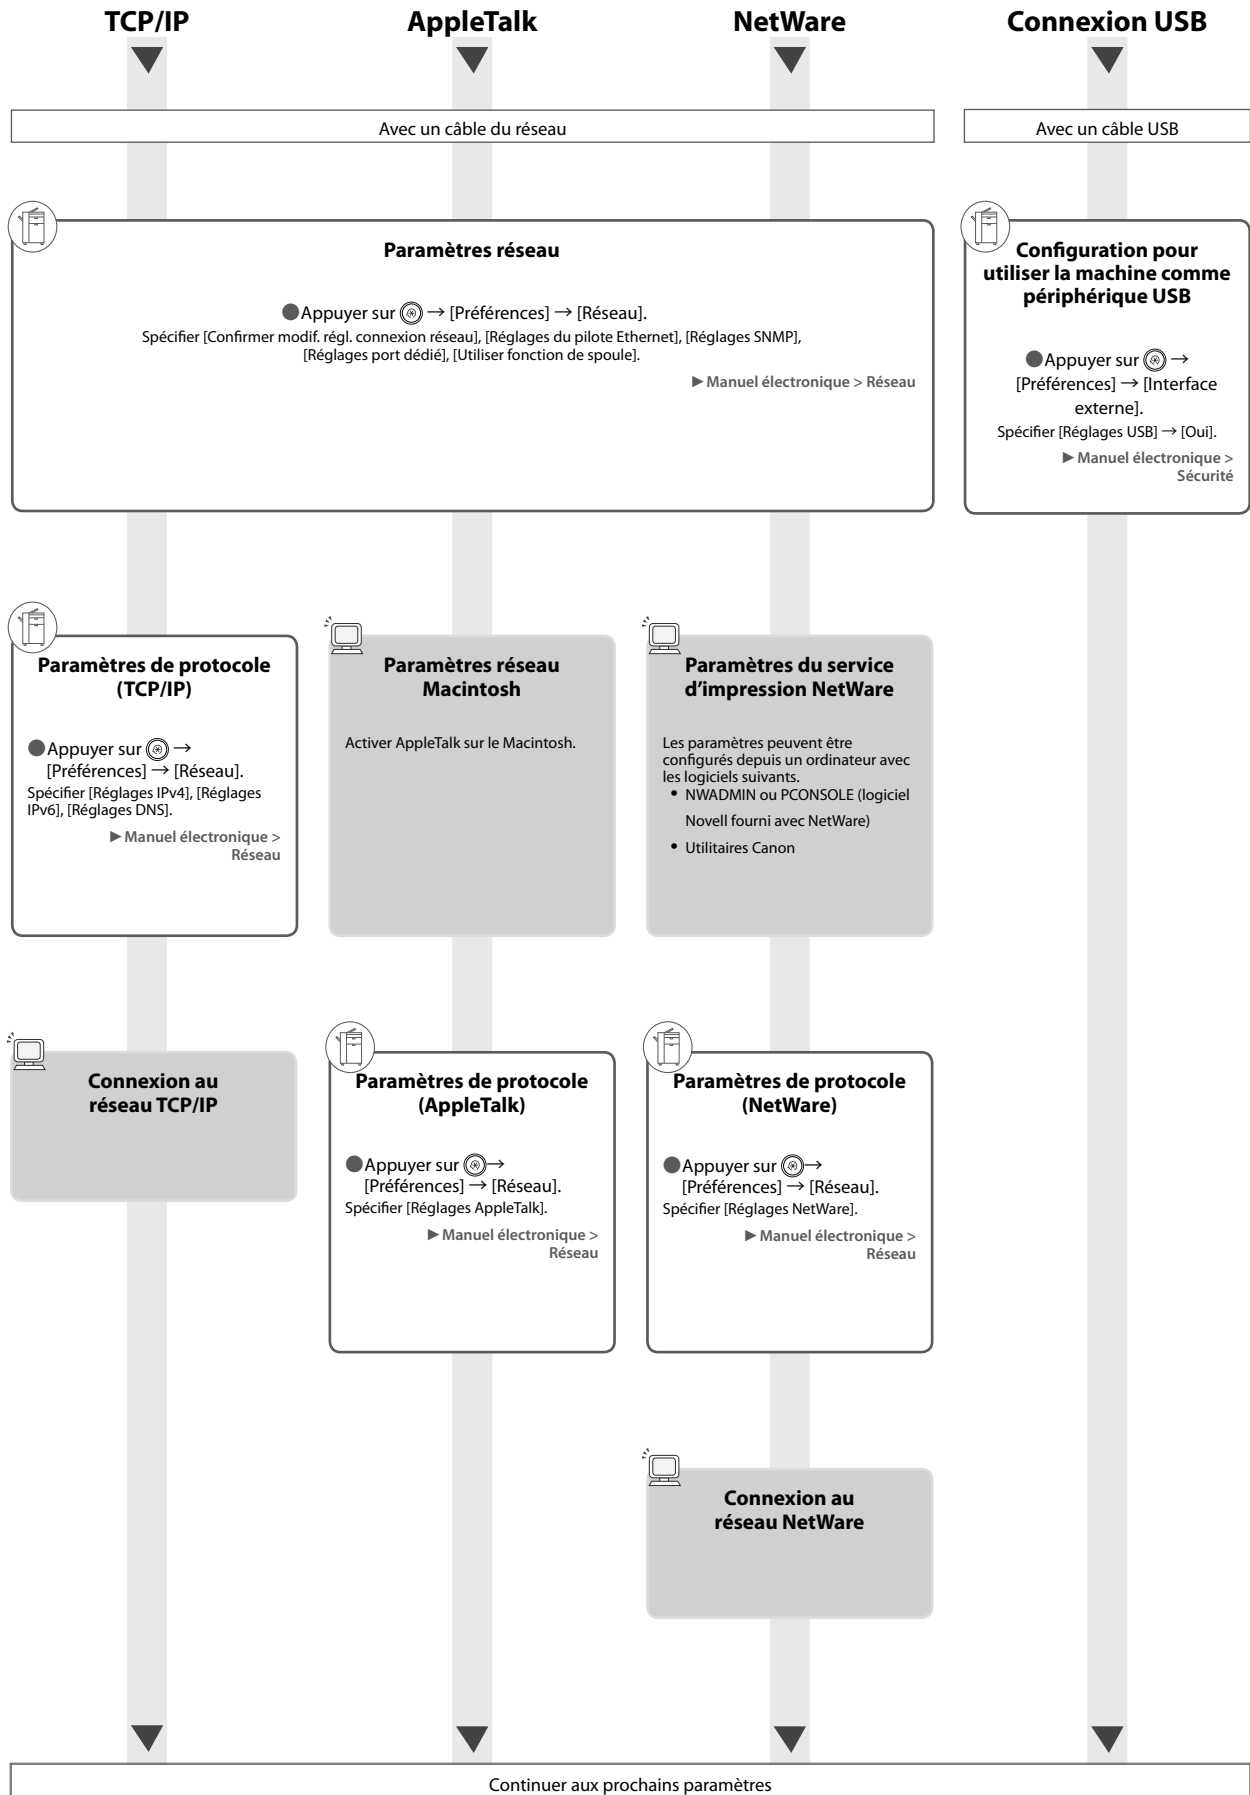 TCP/IP
AppleTalk
NetWare
Connexion USB
Avec un câble du réseau
Avec un câble USB
Paramètres réseau
●Appuyer sur → [Préférences] → [Réseau].
Spécifier [Confirmer modif. régl. connexion réseau], [Réglages du pilote Ethernet], [Réglages SNMP],
[Réglages port dédié], [Utiliser fonction de spoule].
▶Manuel électronique > Réseau
Configuration pour
utiliser la machine comme
périphérique USB
●Appuyer sur →
[Préférences] → [Interface
externe].
Spécifier [Réglages USB] → [Oui].
▶Manuel électronique >
Sécurité
Paramètres de protocole
(TCP/IP)
●Appuyer sur →
[Préférences] → [Réseau].
Spécifier [Réglages IPv4], [Réglages
IPv6], [Réglages DNS].
▶Manuel électronique >
Réseau
Paramètres réseau
Macintosh
Activer AppleTalk sur le Macintosh.
Paramètres du service
d'impression NetWare
Les paramètres peuvent être
configurés depuis un ordinateur avec
les logiciels suivants.
• NWADMIN ou PCONSOLE (logiciel
Novell fourni avec NetWare)
• Utilitaires Canon
Connexion au
réseau TCP/IP
Paramètres de protocole
(AppleTalk)
●Appuyer sur →
[Préférences] → [Réseau].
Spécifier [Réglages AppleTalk].
▶Manuel électronique >
Réseau
Paramètres de protocole
(NetWare)
●Appuyer sur →
[Préférences] → [Réseau].
Spécifier [Réglages NetWare].
▶Manuel électronique >
Réseau
Connexion au
réseau NetWare
Continuer aux prochains paramètres